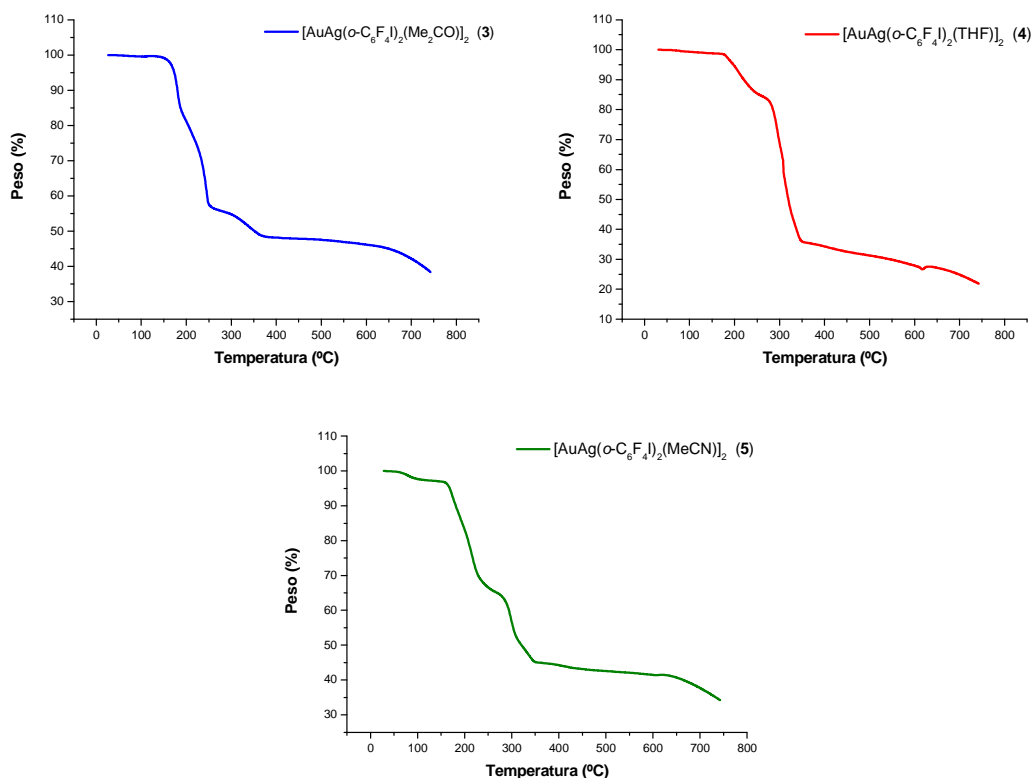 [AuAg(o-C6F4I)2(Me2CO)]2 (3)
110
100
90
80
70
60
50
40
30
Peso (%)
0 100 200 300 400 500 600 700 800
Temperatura (ºC)
[AuAg(o-C6F4I)2(THF)]2 (4)
110
100
90
80
70
60
50
40
30
20
10
Peso (%)
0 100 200 300 400 500 600 700 800
Temperatura (ºC)
[AuAg(o-C6F4I)2(MeCN)]2 (5)
110
100
90
80
70
60
50
40
30
Peso (%)
0 100 200 300 400 500 600 700 800
Temperatura (ºC)